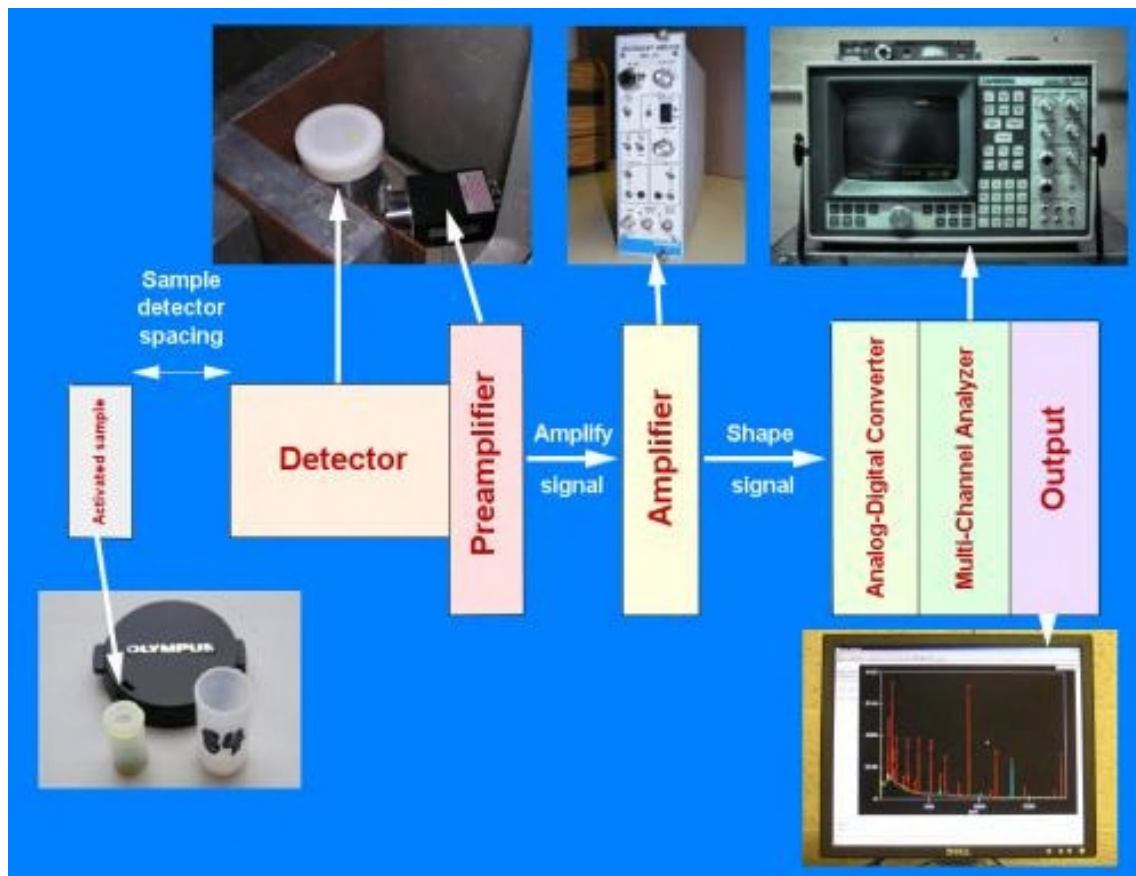 Sample
detector
spacing
Activated sample
Detector
Preamplifier
Amplify
signal
Amplifier
Shape
signal
Analog-Digital Converter
Multi-Channel Analyzer
Output
OLYMPUS
B4
DELL